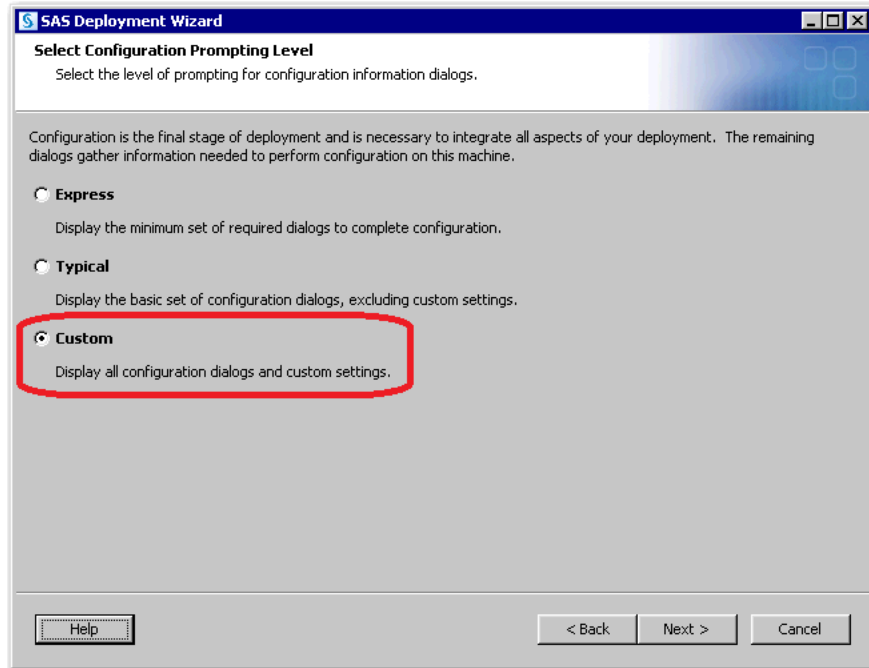 SAS Deployment Wizard
Select Configuration Prompting Level
Select the level of prompting for configuration information dialogs.
Configuration is the final stage of deployment and is necessary to integrate all aspects of your deployment. The remaining
dialogs gather information needed to perform configuration on this machine.
Express
Display the minimum set of required dialogs to complete configuration.
Typical
Display the basic set of configuration dialogs, excluding custom settings.
Custom
Display all configuration dialogs and custom settings.
Help
< Back
Next >
Cancel